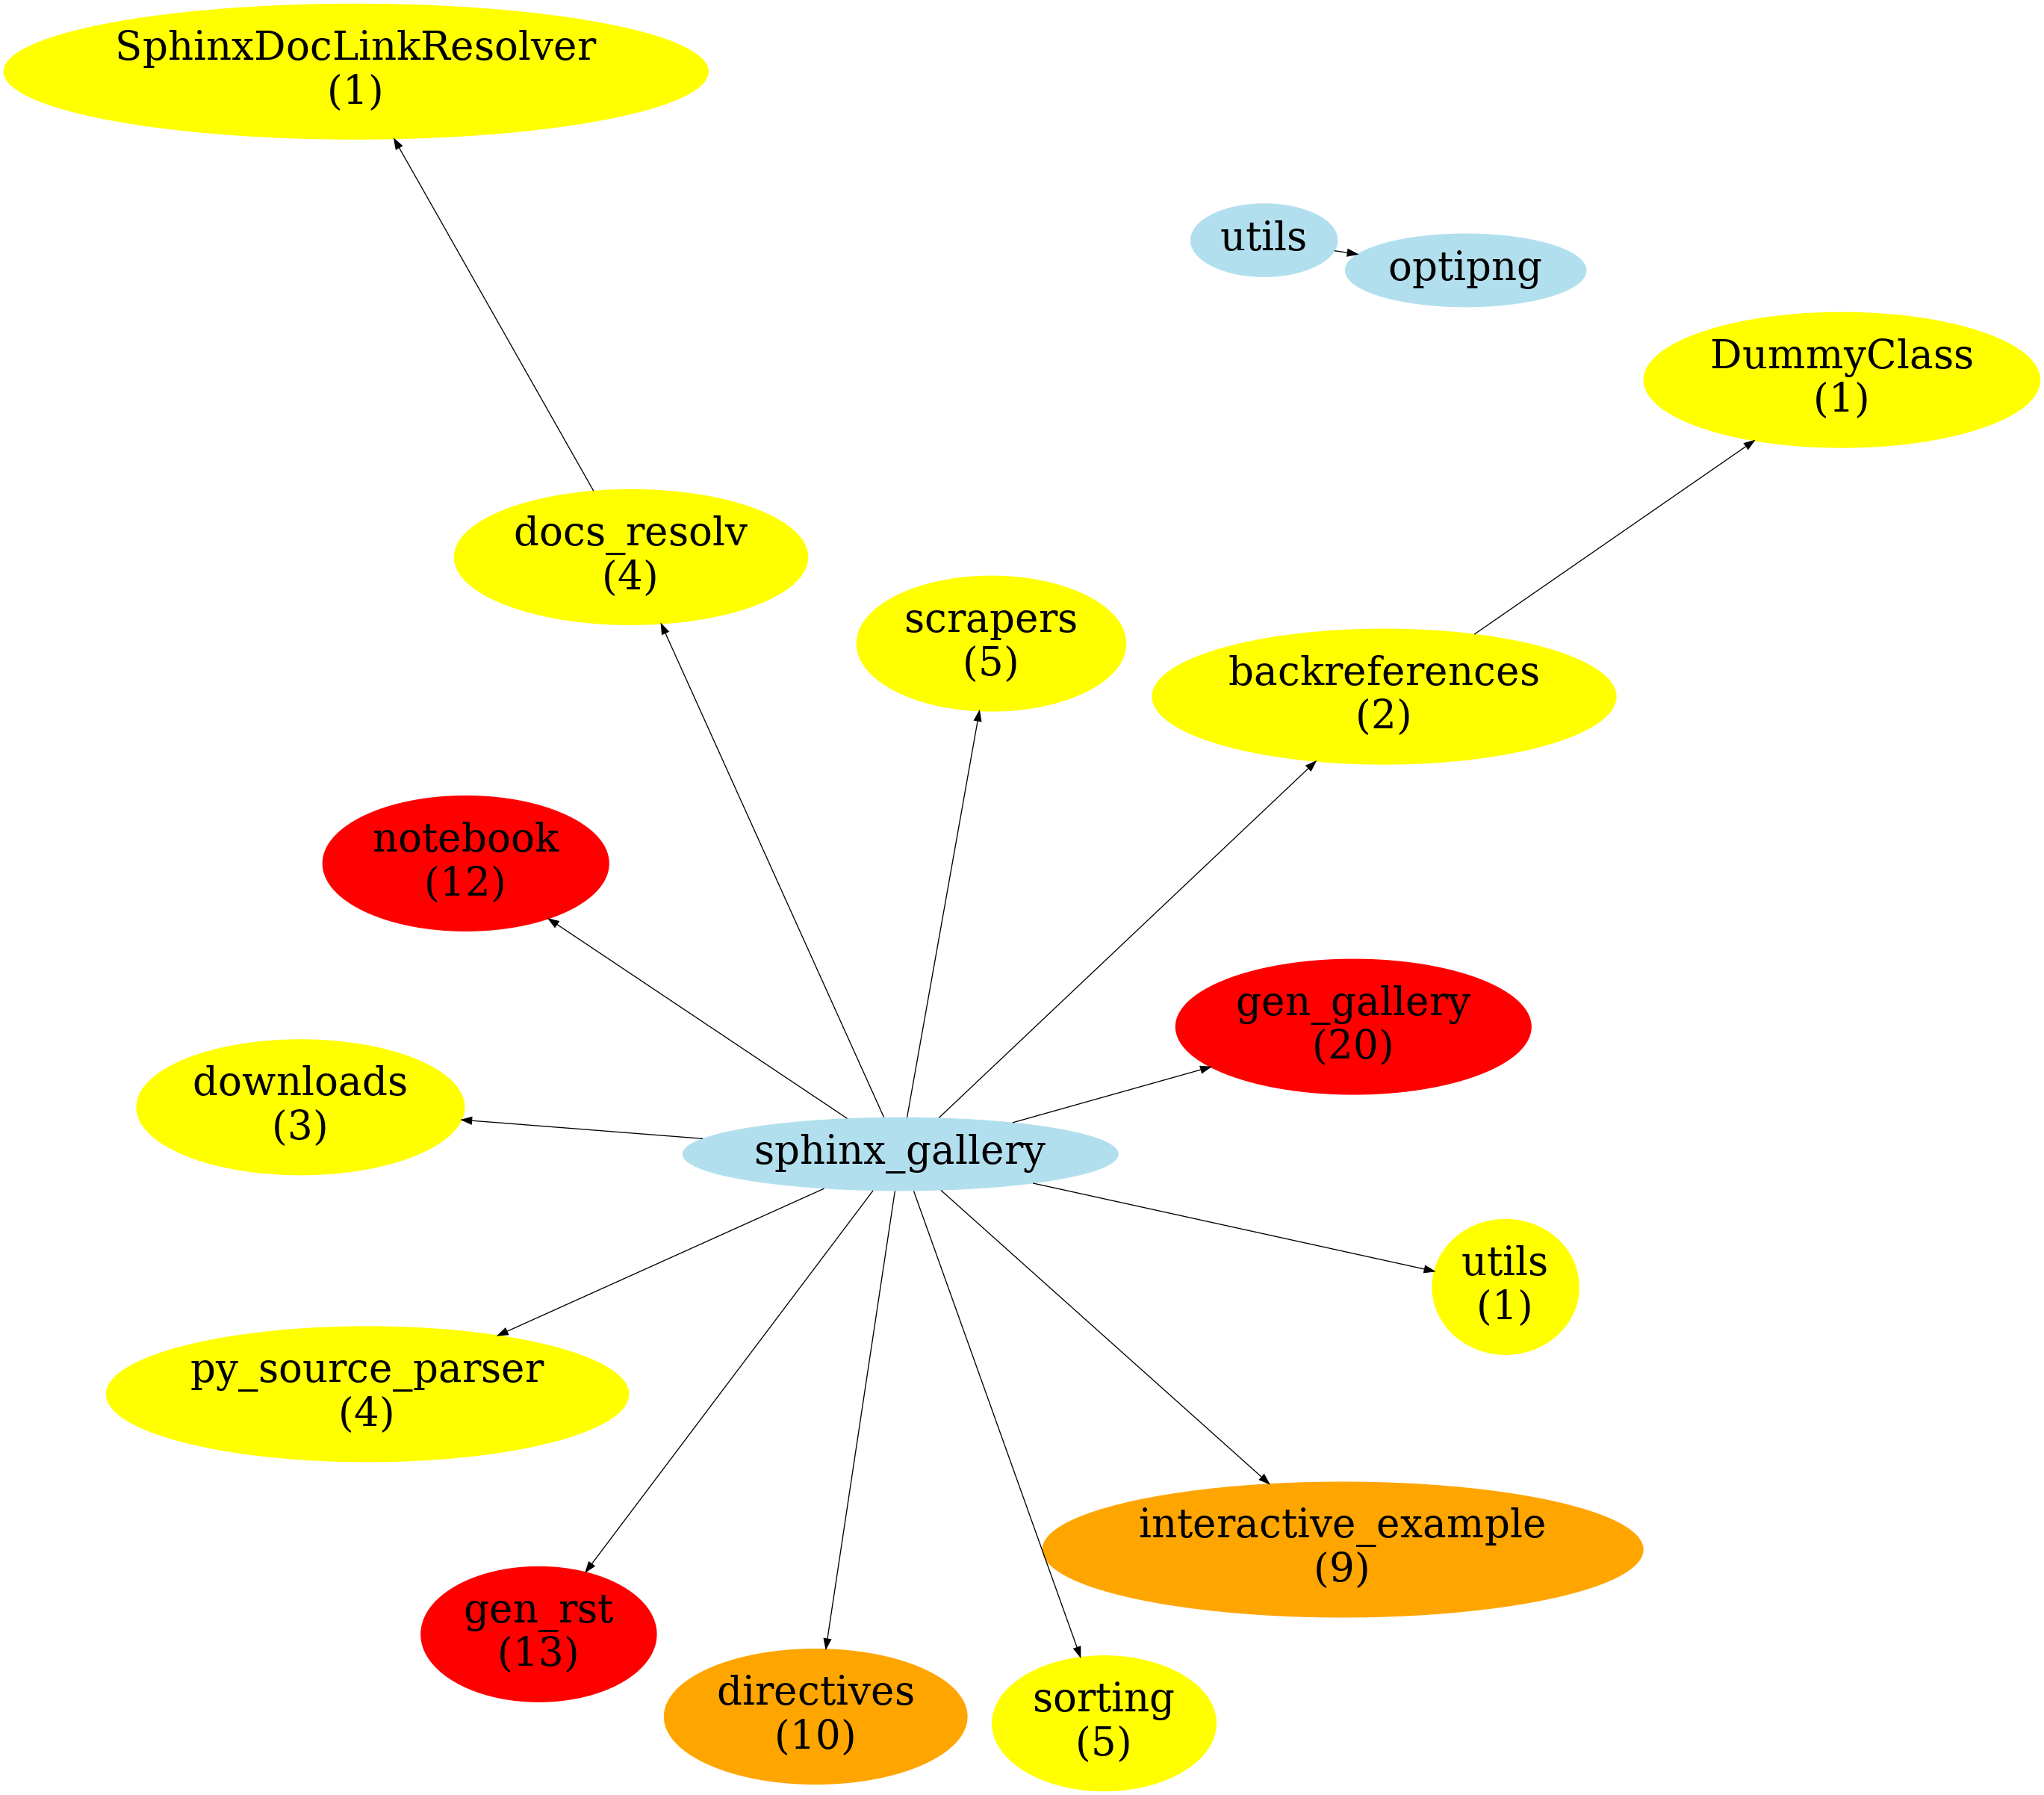 SphinxDocLinkResolver
(1)
utils
optipng
DummyClass
(1)
docs_resolv
(4)
scrapers
(5)
backreferences
(2)
notebook
(12)
gen_gallery
(20)
downloads
(3)
sphinx_gallery
utils
(1)
py_source_parser
(4)
interactive_example
(9)
gen_rst
(13)
directives
(10)
sorting
(5)